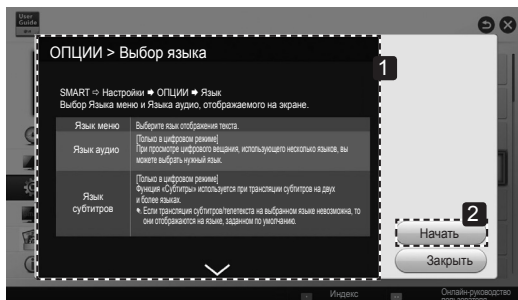 User
Guide
ОПЦИИ > Выбор языка
1
SMART ⇨ Настройки ➡ ОПЦИИ ➡ Язык
Выбор Языка меню и Языка аудио, отображаемого на экране.
Язык меню
Выберите язык отображения текста.
Язык аудио
[Только в цифровом режиме]
При просмотре цифрового вещания, использующего несколько языков, вы
можете выбрать нужный язык.
Язык
субтитров
[Только в цифровом режиме]
Функция «Субтитры» используется при трансляции субтитров на двух
и более языках.
Если трансляция субтитров/телетекста на выбранном языке невозможна, то
они отображаются на языке, заданном по умолчанию.
2
Начать
Закрыть
Индекс
Онлайн-руководство